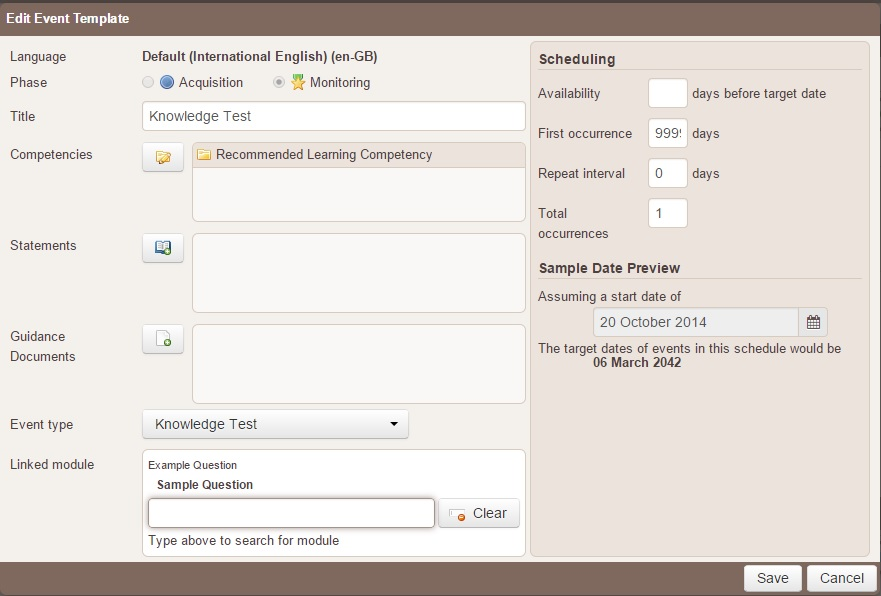 Edit Event Template
Language Default (International English) (en-GB)
Phase Acquisition Monitoring
Title Knowledge Test
Competencies Recommended Learning Competency
Statements
Guidance
Documents
Event type Knowledge Test
Linked module
Example Question
Sample Question
Clear
Type above to search for module
Scheduling
Availability days before target date
First occurrence 9999 days
Repeat interval 0 days
Total 1
occurrences
Sample Date Preview
Assuming a start date of
20 October 2014
The target dates of events in this schedule would be
06 March 2042
Save Cancel